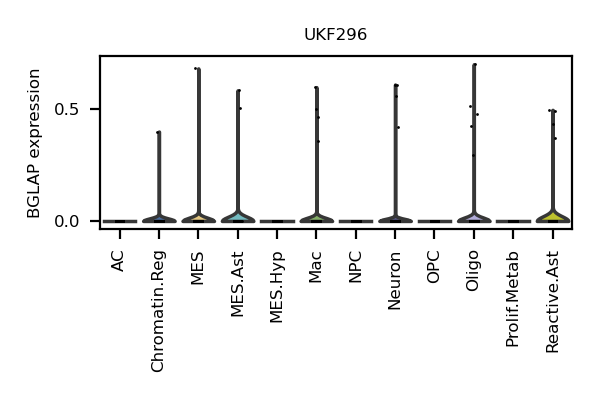 UKF296
BGLAP expression
0.5
0.0
AC
Chromatin.Reg
MES
MES.Ast
MES.Hyp
Mac
NPC
Neuron
OPC
Oligo
Prolif.Metab
Reactive.Ast